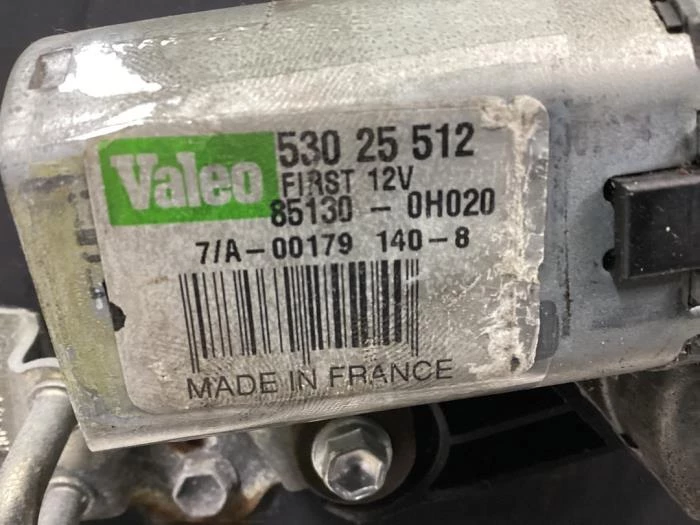 Valeo
530 25 512
FIRST 12V
85130 - 0H020
7/A-00179 140-8
MADE IN FRANCE